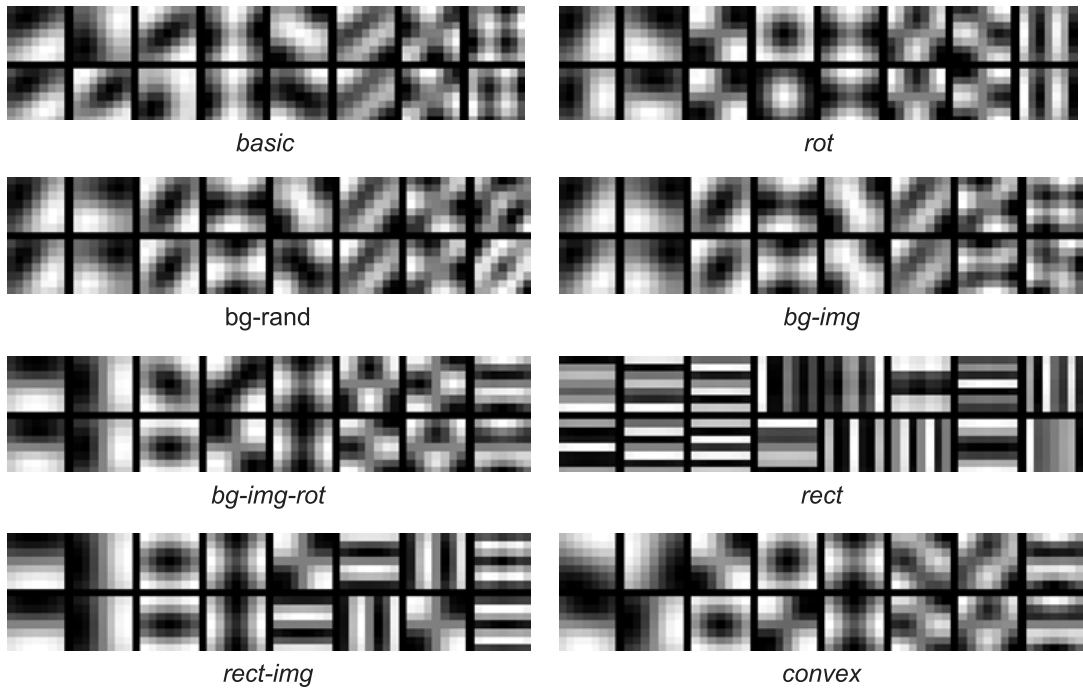 basic
rot
bg-rand
bg-img
bg-img-rot
rect
rect-img
convex